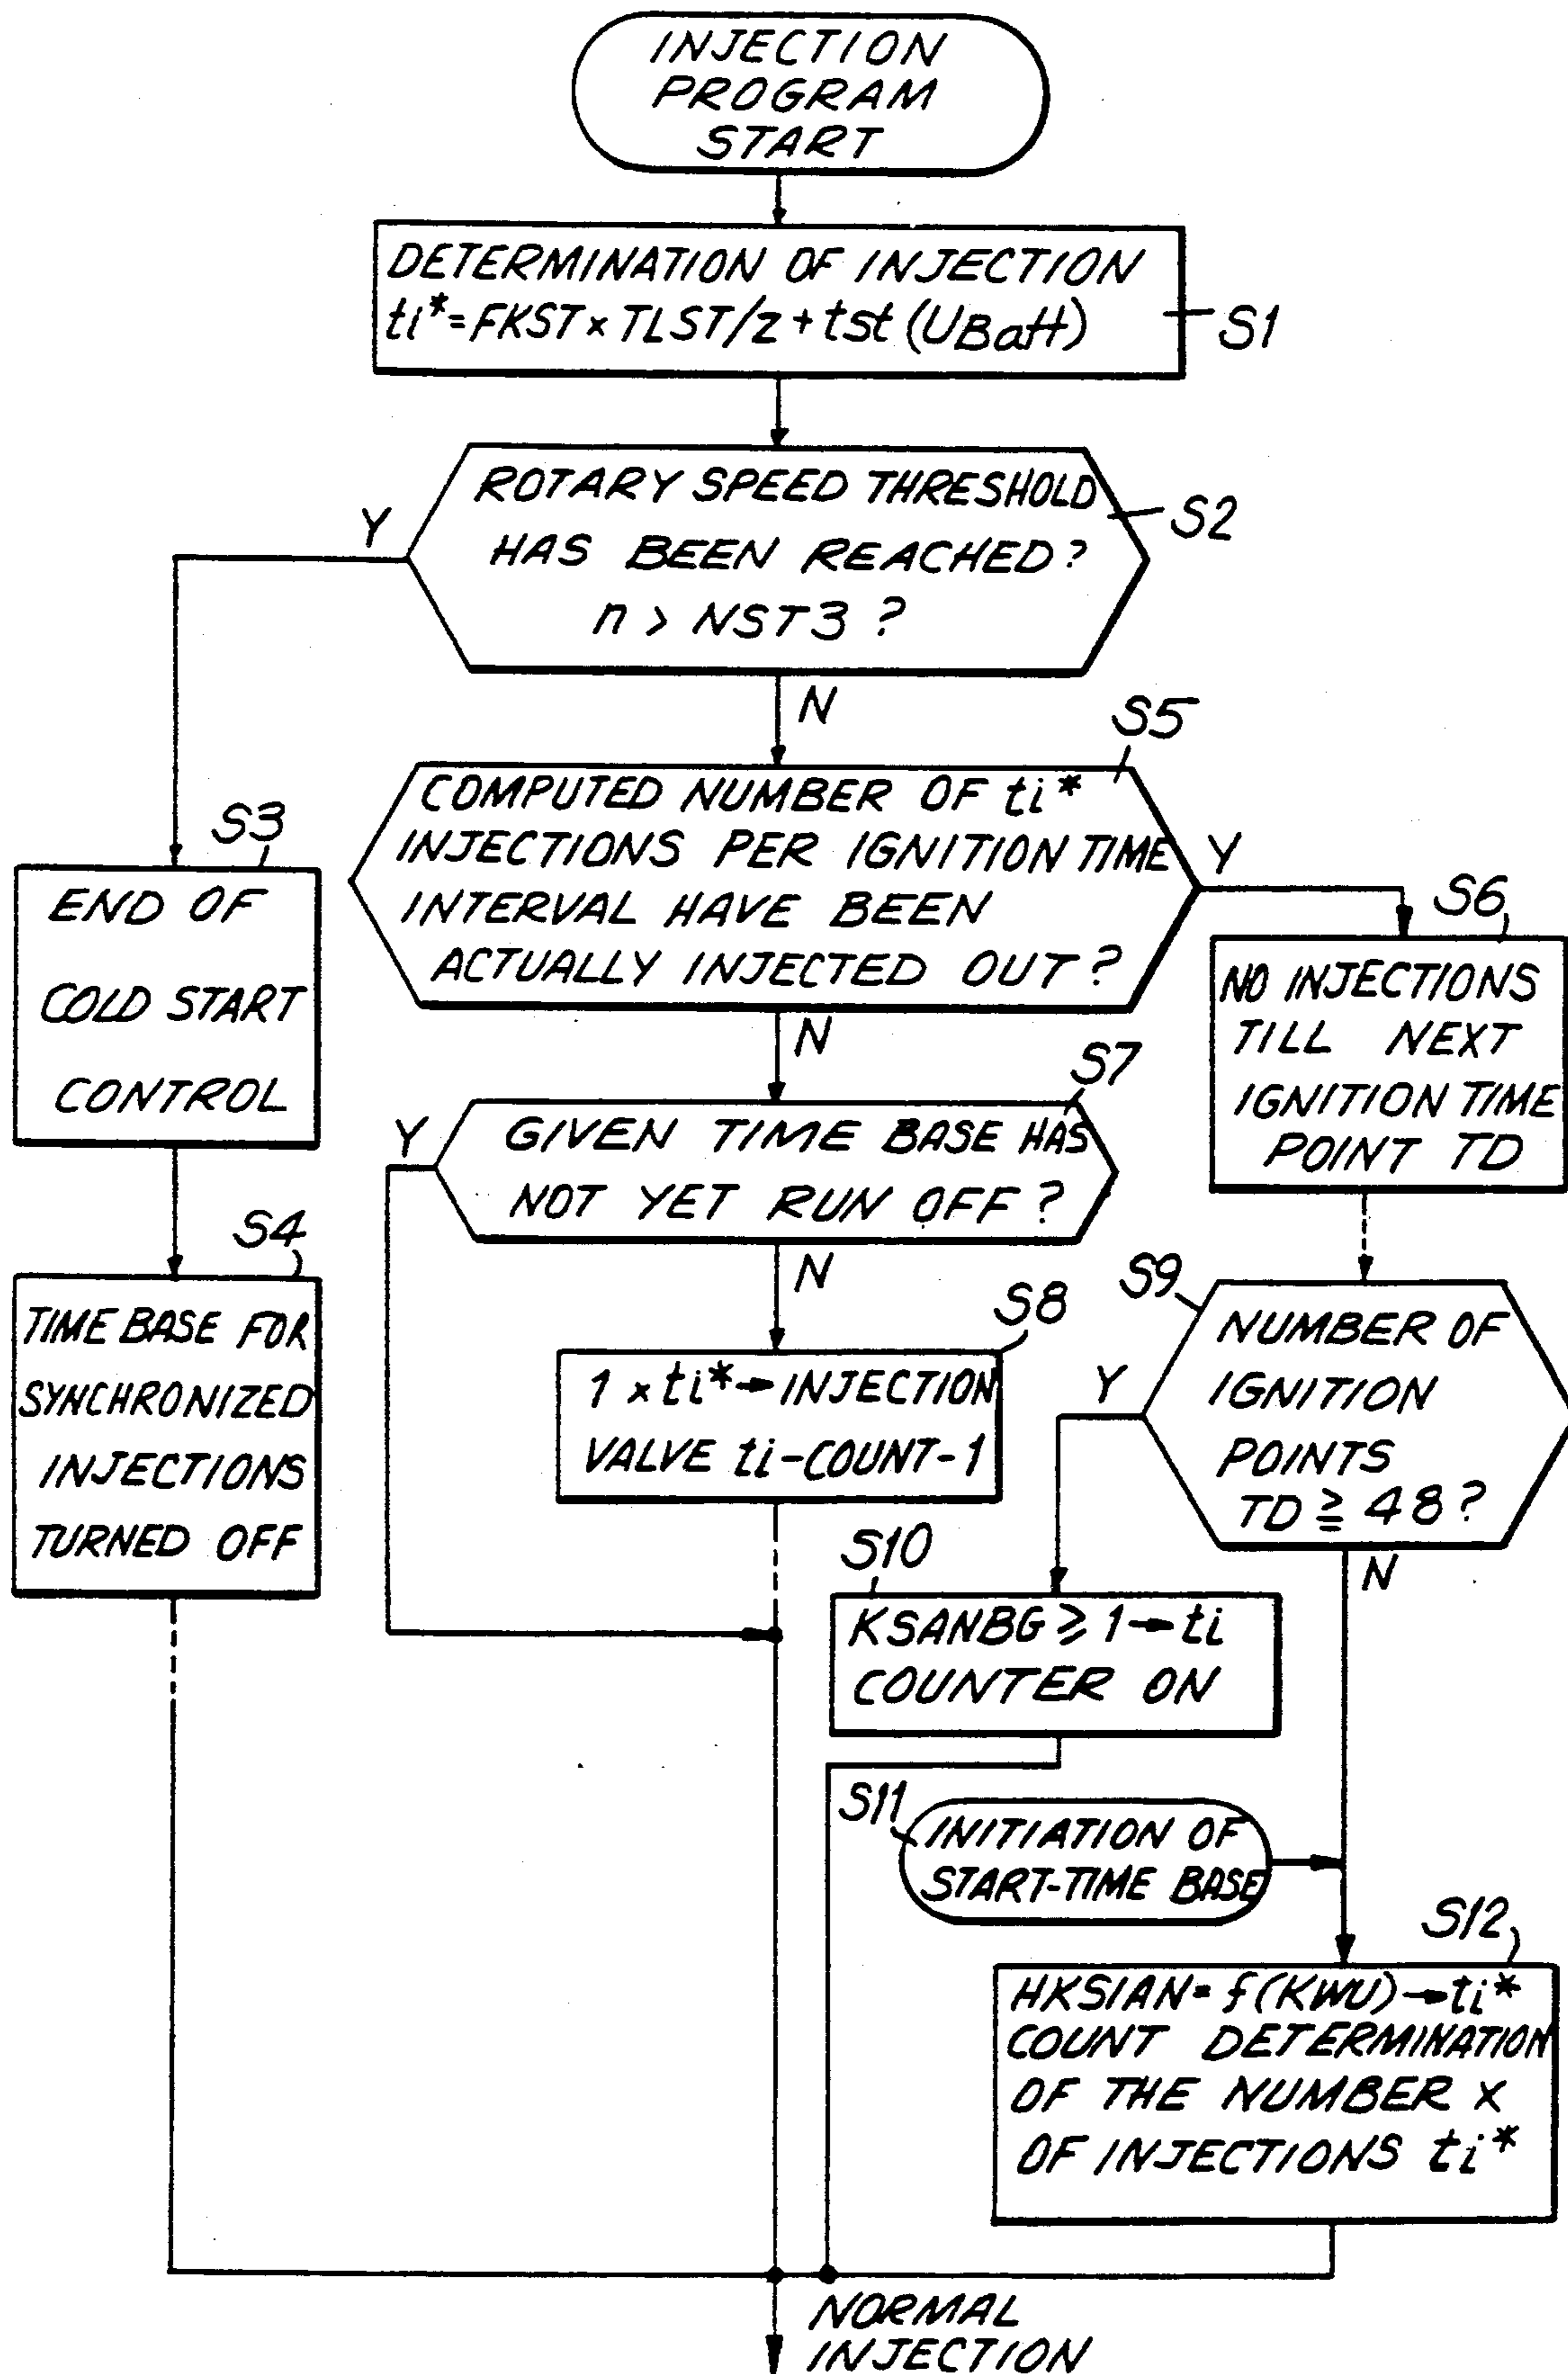 INJECTION
PROGRAM
START
DETERMINATION OF INJECTION
ti*=FKST×TLST/z+tst(UBatt)
S1
ROTARY SPEED THRESHOLD
HAS BEEN REACHED?
n > NST3 ?
S2
Y
N
S5
COMPUTED NUMBER OF ti*
INJECTIONS PER IGNITION TIME
INTERVAL HAVE BEEN
ACTUALLY INJECTED OUT?
Y
N
S3
END OF
COLD START
CONTROL
S6
NO INJECTIONS
TILL NEXT
IGNITION TIME
POINT TD
S7
GIVEN TIME BASE HAS
NOT YET RUN OFF?
Y
N
S4
TIME BASE FOR
SYNCHRONIZED
INJECTIONS
TURNED OFF
S8
1 × ti*→INJECTION
VALVE ti-COUNT-1
S9
NUMBER OF
IGNITION
POINTS
TD ≧ 48?
Y
N
S10
KSANBG ⩾ 1→ti
COUNTER ON
S11
INITIATION OF
START-TIME BASE
S12
HKSIAN=f(KWU)→ti*
COUNT DETERMINATION
OF THE NUMBER X
OF INJECTIONS ti*
NORMAL
INJECTION